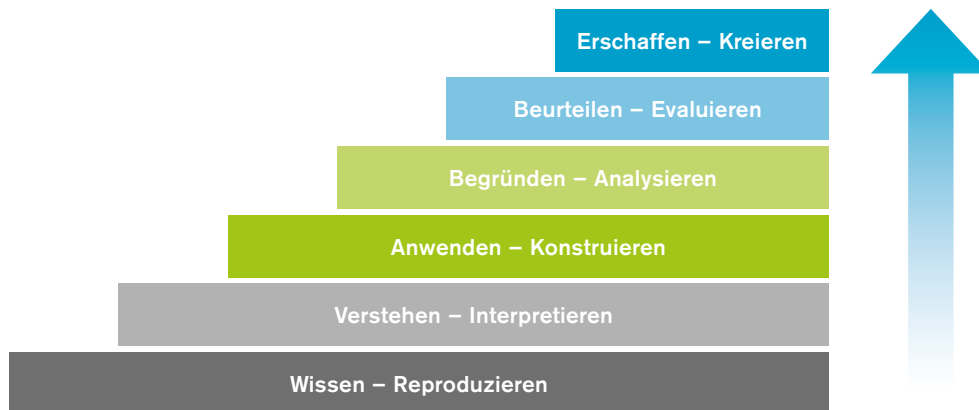 Erschaffen – Kreieren
Beurteilen – Evaluieren
Begründen – Analysieren
Anwenden – Konstruieren
Verstehen – Interpretieren
Wissen – Reproduzieren